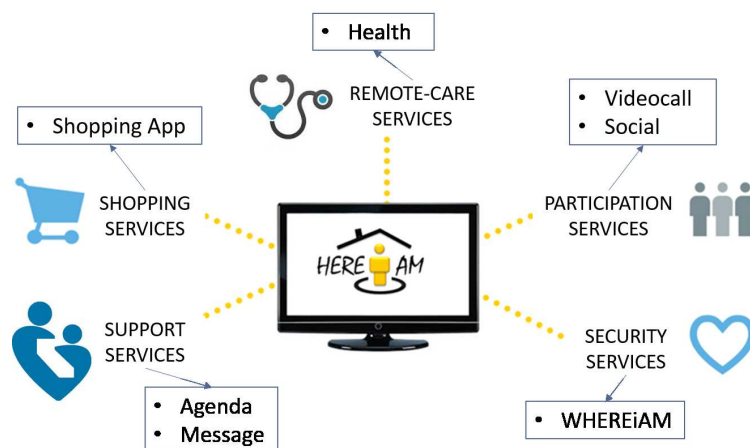 • Health
REMOTE-CARE
SERVICES
• Shopping App
SHOPPING
SERVICES
• Videocall
• Social
PARTICIPATION
SERVICES
HERE i AM
SUPPORT
SERVICES
• Agenda
• Message
SECURITY
SERVICES
• WHEREiAM